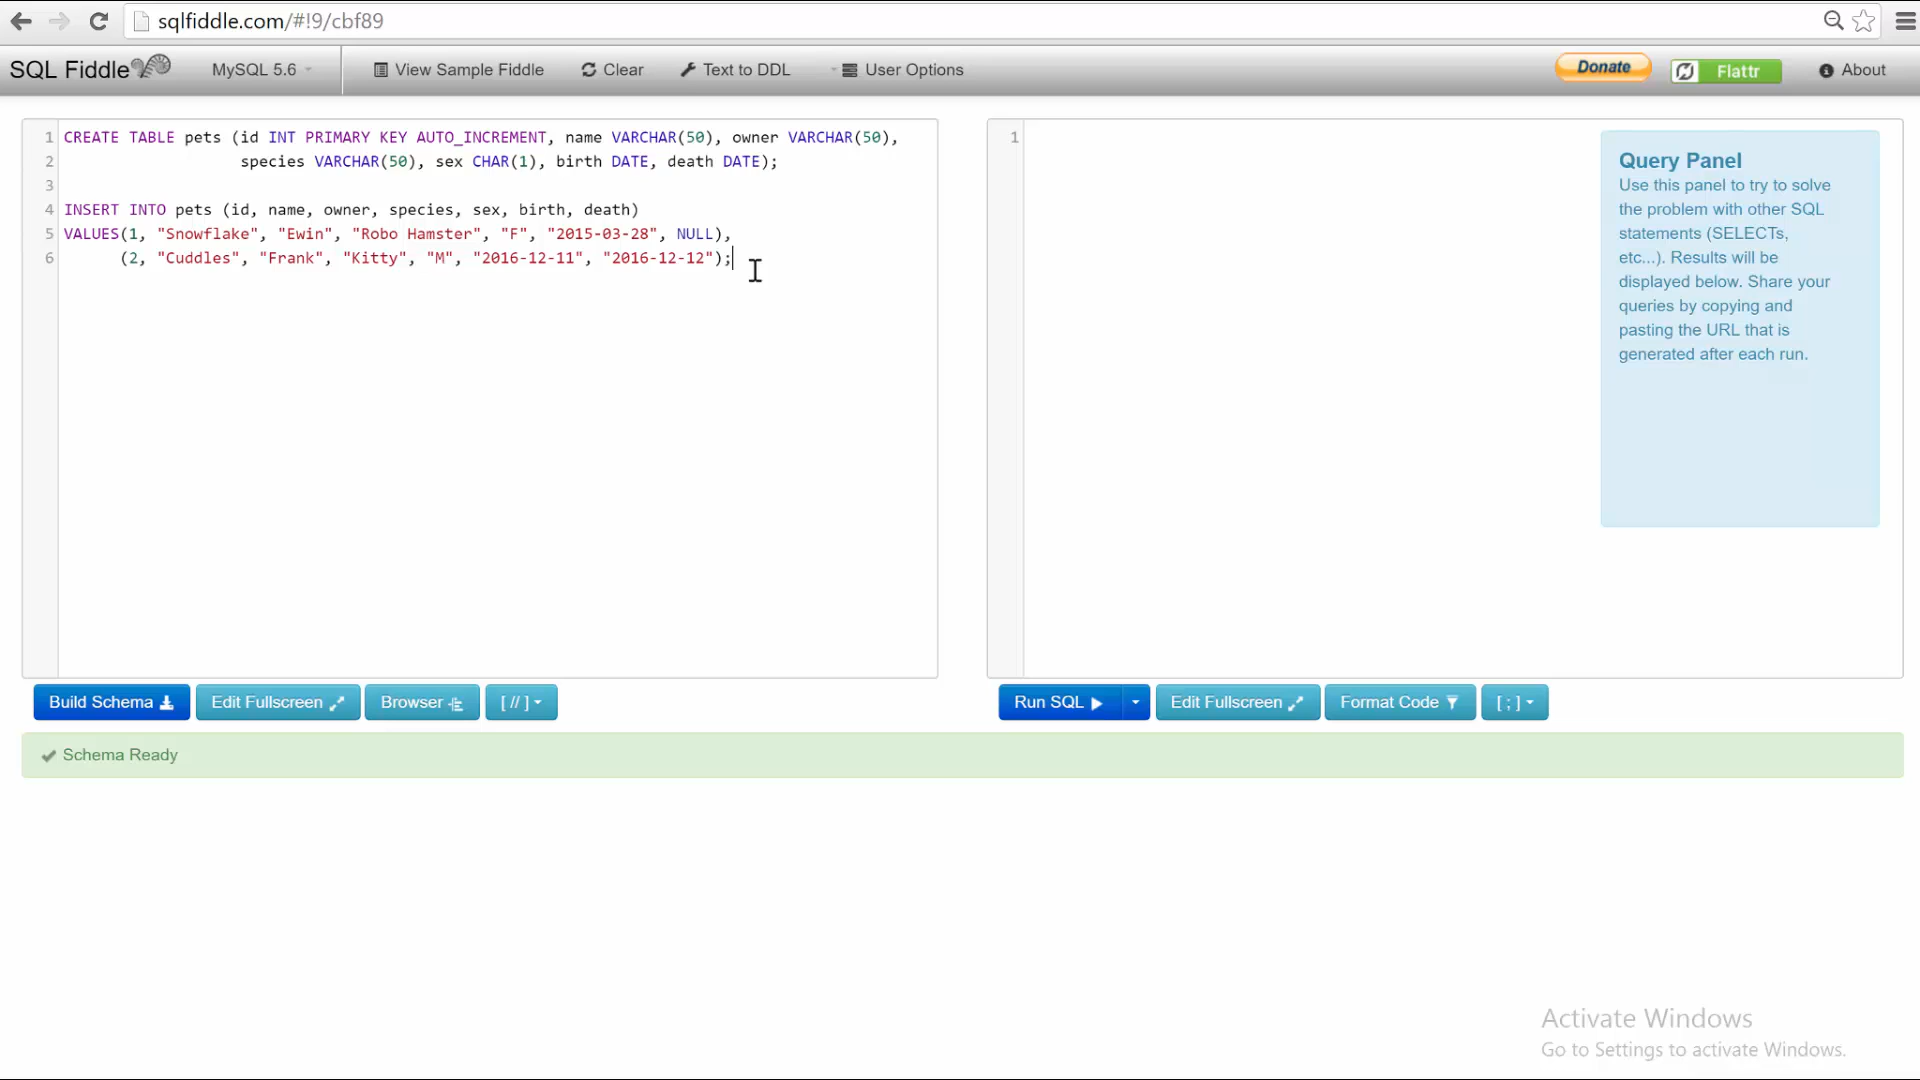 sqlfiddle.com/#!9/cbf89
SQL Fiddle MySQL 5.6 View Sample Fiddle Clear Text to DDL User Options Donate Flattr About
1 CREATE TABLE pets (id INT PRIMARY KEY AUTO_INCREMENT, name VARCHAR(50), owner VARCHAR(50),
2 species VARCHAR(50), sex CHAR(1), birth DATE, death DATE);
3
4 INSERT INTO pets (id, name, owner, species, sex, birth, death)
5 VALUES(1, "Snowflake", "Ewin", "Robo Hamster", "F", "2015-03-28", NULL),
6 (2, "Cuddles", "Frank", "Kitty", "M", "2016-12-11", "2016-12-12");
1
Query Panel
Use this panel to try to solve
the problem with other SQL
statements (SELECTs,
etc...). Results will be
displayed below. Share your
queries by copying and
pasting the URL that is
generated after each run.
Build Schema Edit Fullscreen Browser [ // ]
Run SQL Edit Fullscreen Format Code [ ; ]
Schema Ready
Activate Windows
Go to Settings to activate Windows.